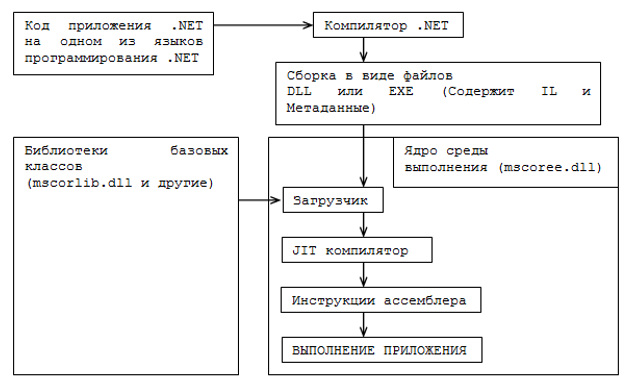 Код приложения .NET
на одном из языков
программирования .NET
Компилятор .NET
Сборка в виде файлов
DLL или EXE (Содержит IL и
Метаданные)
Библиотеки базовых
классов
(mscorlib.dll и другие)
Ядро среды
выполнения (mscoree.dll)
Загрузчик
JIT компилятор
Инструкции ассемблера
ВЫПОЛНЕНИЕ ПРИЛОЖЕНИЯ